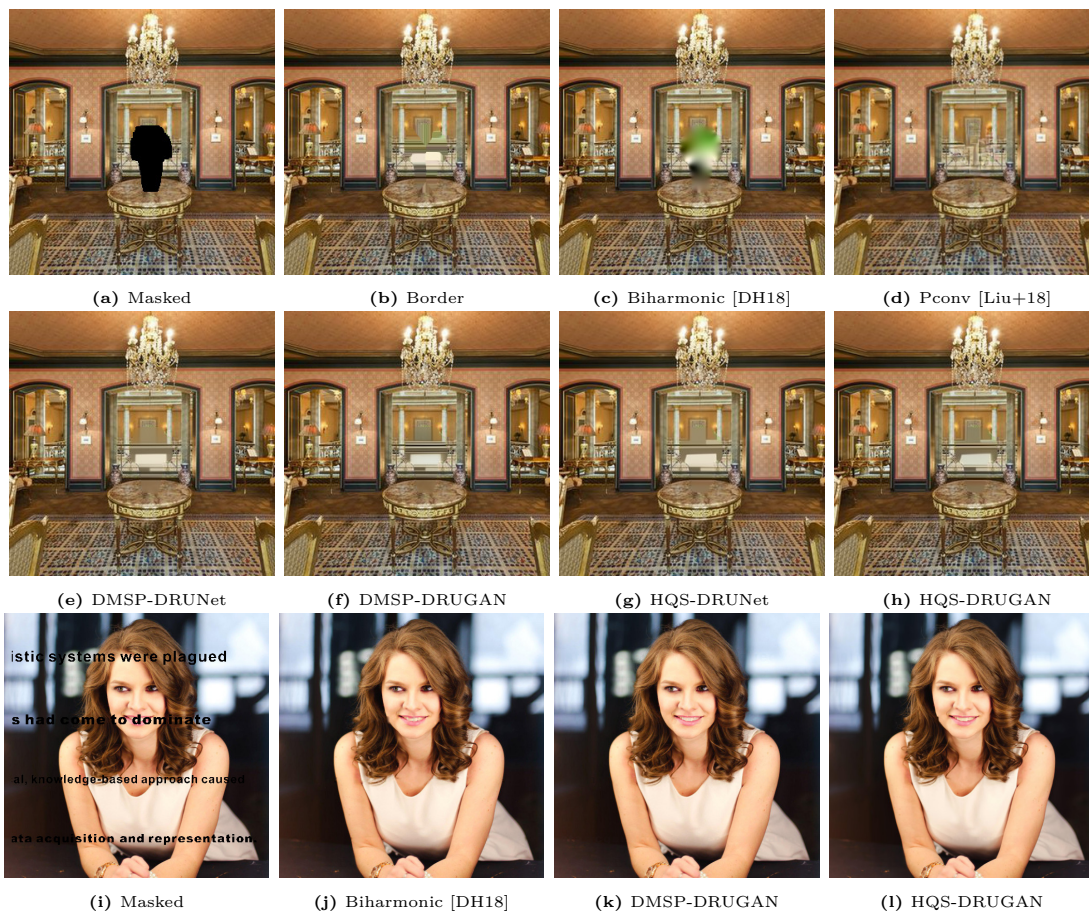 (a) Masked
(b) Border
(c) Biharmonic [DH18]
(d) Pconv [Liu+18]
(e) DMSP-DRUNet
(f) DMSP-DRUGAN
(g) HQS-DRUNet
(h) HQS-DRUGAN
istic systems were plagued
s had come to dominate
al, knowledge-based approach caused
ata acquisition and representation.
(i) Masked
(j) Biharmonic [DH18]
(k) DMSP-DRUGAN
(l) HQS-DRUGAN